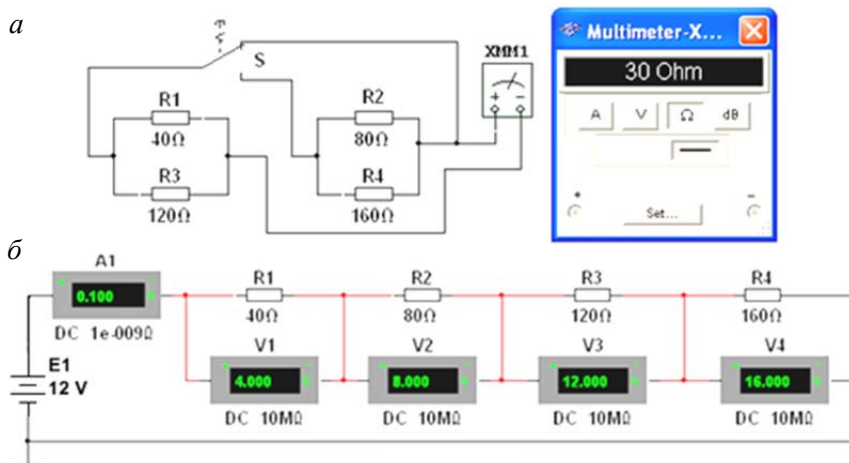 а
S
XMM1
R1
40Ω
R2
80Ω
R3
120Ω
R4
160Ω
+ −
Multimeter-X...
30 Ohm
A V Ω dB
+ −
Set...
б
A1
0.100
DC 1e-009Ω
E1
12 V
R1
40Ω
R2
80Ω
R3
120Ω
R4
160Ω
V1
4.000
DC 10MΩ
V2
8.000
DC 10MΩ
V3
12.000
DC 10MΩ
V4
16.000
DC 10MΩ